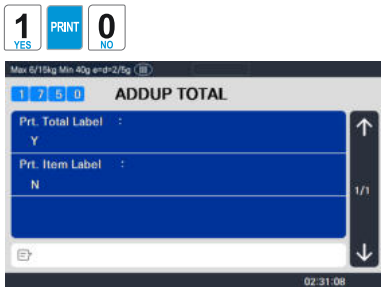 1 YES PRINT 0 NO
Max 6/15kg Min 40g e=d=2/5g (III)
1 7 5 0 ADDUP TOTAL
Prt. Total Label :
Y
Prt. Item Label :
N
1/1
02:31:08